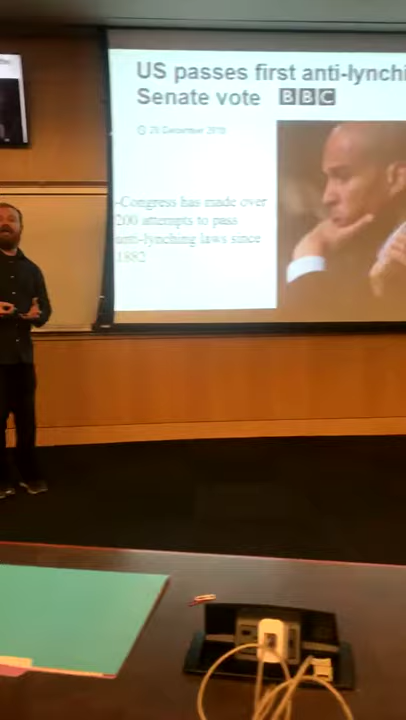 US passes first anti-lynchi
Senate vote BBC
-Congress has made over
200 attempts to pass
anti-lynching laws since
1882